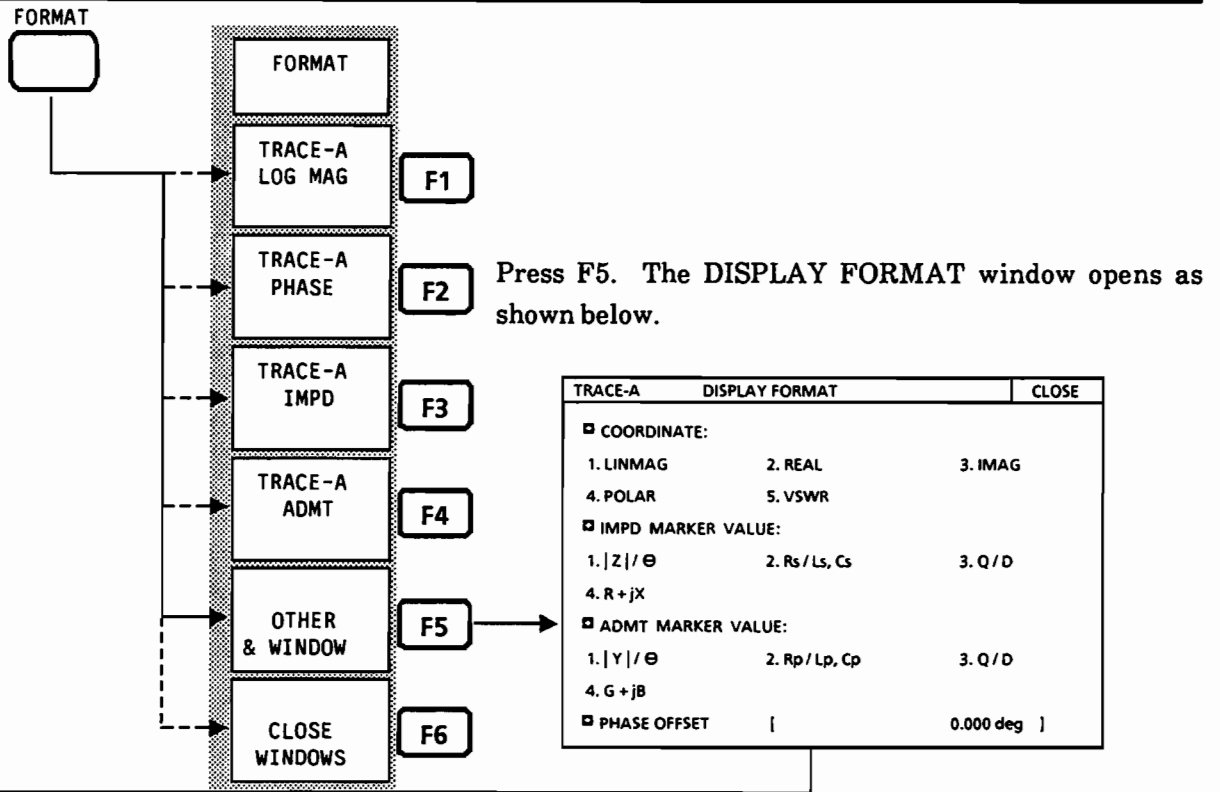 FORMAT
FORMAT
TRACE-A
LOG MAG
F1
TRACE-A
PHASE
F2
Press F5. The DISPLAY FORMAT window opens as
shown below.
TRACE-A
IMPD
F3
TRACE-A
ADMT
F4
OTHER
& WINDOW
F5
CLOSE
WINDOWS
F6
TRACE-A DISPLAY FORMAT CLOSE
COORDINATE:
1. LINMAG 2. REAL 3. IMAG
4. POLAR 5. VSWR
IMPD MARKER VALUE:
1. |Z| / Θ 2. Rs / Ls, Cs 3. Q / D
4. R + jX
ADMT MARKER VALUE:
1. |Y| / Θ 2. Rp / Lp, Cp 3. Q / D
4. G + jB
PHASE OFFSET [ 0.000 deg ]